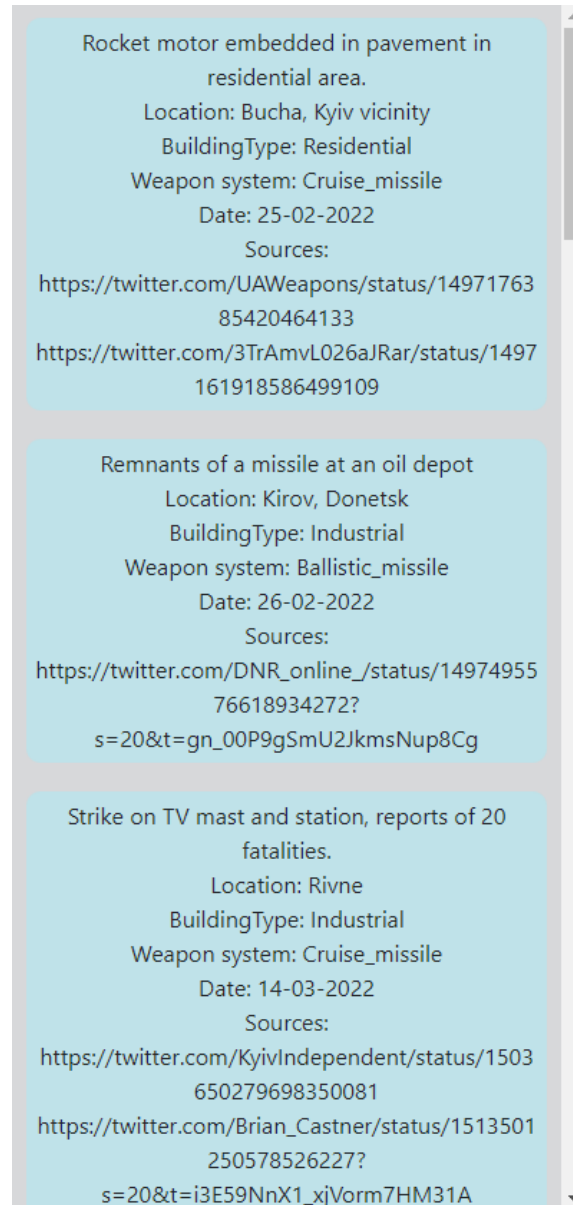 Rocket motor embedded in pavement in
residential area.
Location: Bucha, Kyiv vicinity
BuildingType: Residential
Weapon system: Cruise_missile
Date: 25-02-2022
Sources:
https://twitter.com/UAWeapons/status/14971763
85420464133
https://twitter.com/3TrAmvL026aJRar/status/1497
161918586499109
Remnants of a missile at an oil depot
Location: Kirov, Donetsk
BuildingType: Industrial
Weapon system: Ballistic_missile
Date: 26-02-2022
Sources:
https://twitter.com/DNR_online_/status/14974955
76618934272?
s=20&t=gn_00P9gSmU2JkmsNup8Cg
Strike on TV mast and station, reports of 20
fatalities.
Location: Rivne
BuildingType: Industrial
Weapon system: Cruise_missile
Date: 14-03-2022
Sources:
https://twitter.com/KyivIndependent/status/1503
650279698350081
https://twitter.com/Brian_Castner/status/1513501
250578526227?
s=20&t=i3E59NnX1_xjVorm7HM31A